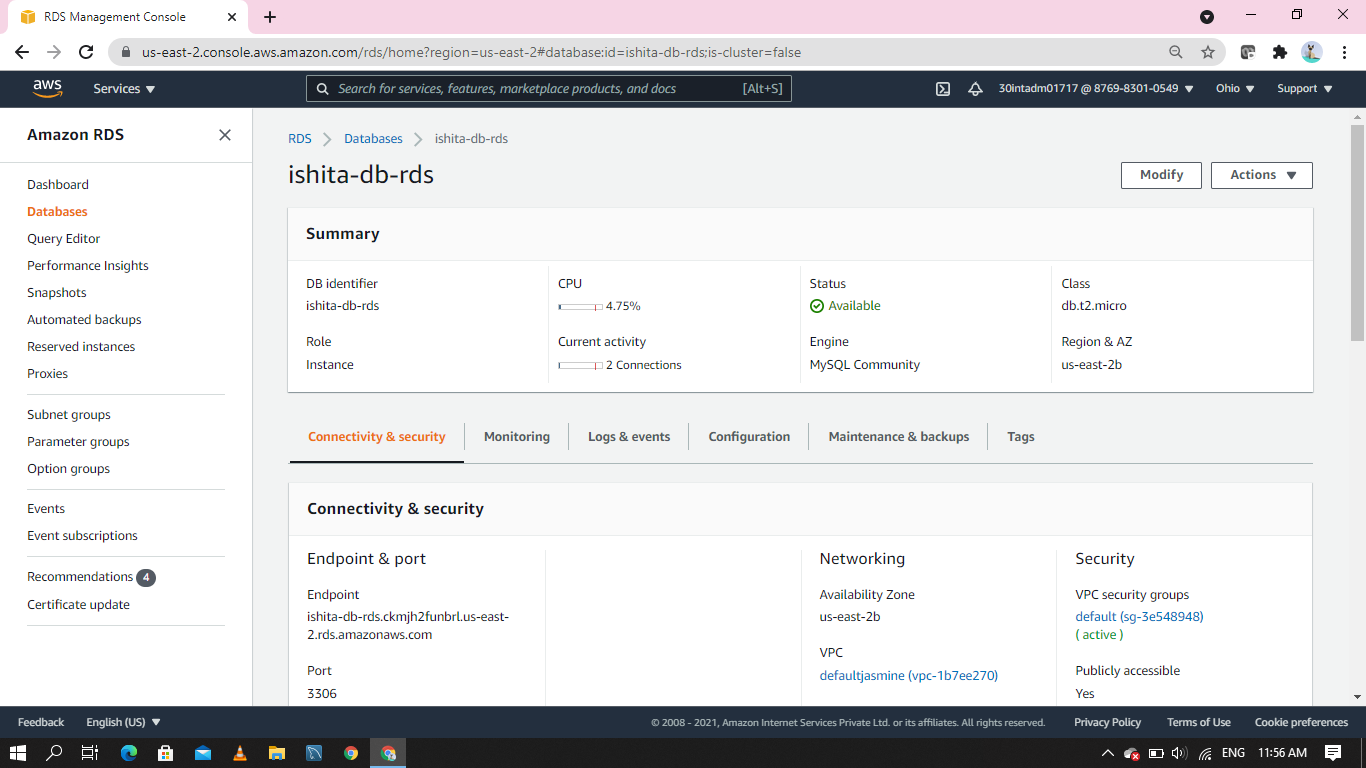 RDS Management Console
us-east-2.console.aws.amazon.com/rds/home?region=us-east-2#database:id=ishita-db-rds;is-cluster=false
aws
Services
Search for services, features, marketplace products, and docs
[Alt+S]
30intadm01717 @ 8769-8301-0549
Ohio
Support
Amazon RDS
Dashboard
Databases
Query Editor
Performance Insights
Snapshots
Automated backups
Reserved instances
Proxies
Subnet groups
Parameter groups
Option groups
Events
Event subscriptions
Recommendations 4
Certificate update
RDS
Databases
ishita-db-rds
ishita-db-rds
Modify
Actions
Summary
DB identifier
ishita-db-rds
CPU
4.75%
Status
Available
Class
db.t2.micro
Role
Instance
Current activity
2 Connections
Engine
MySQL Community
Region & AZ
us-east-2b
Connectivity & security
Monitoring
Logs & events
Configuration
Maintenance & backups
Tags
Connectivity & security
Endpoint & port
Endpoint
ishita-db-rds.ckmjh2funbrl.us-east-
2.rds.amazonaws.com
Port
3306
Networking
Availability Zone
us-east-2b
VPC
defaultjasmine (vpc-1b7ee270)
Security
VPC security groups
default (sg-3e548948)
( active )
Publicly accessible
Yes
Feedback
English (US)
© 2008 - 2021, Amazon Internet Services Private Ltd. or its affiliates. All rights reserved.
Privacy Policy
Terms of Use
Cookie preferences
ENG
11:56 AM